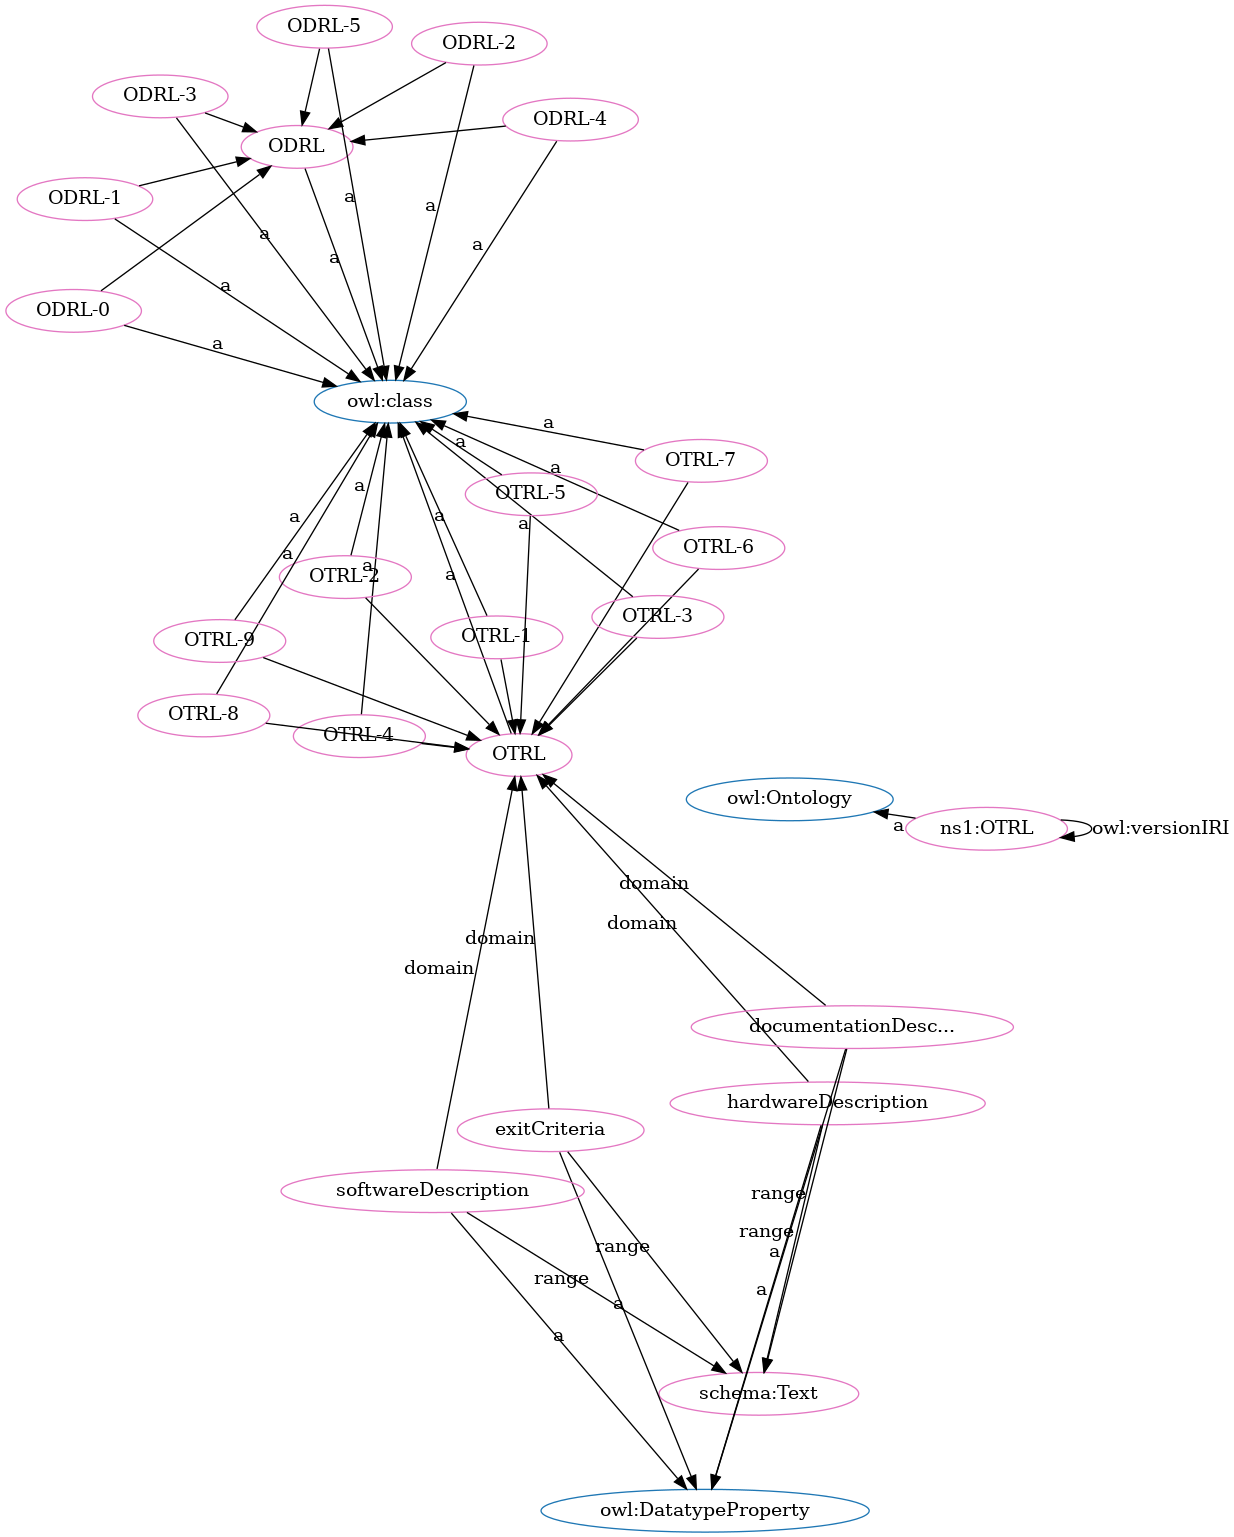 ODRL-5
ODRL-2
ODRL-3
ODRL-4
ODRL
ODRL-1
a
a
a
a
a
a
ODRL-0
a
owl:class
a
a
OTRL-7
a
OTRL-5
a
a
a
a
OTRL-6
a
a
OTRL-2
a
OTRL-3
OTRL-9
OTRL-1
OTRL-8
OTRL-4
OTRL
owl:Ontology
a
ns1:OTRL
owl:versionIRI
domain
domain
domain
domain
documentationDesc...
hardwareDescription
exitCriteria
softwareDescription
range
range
range
a
range
a
a
a
schema:Text
owl:DatatypeProperty